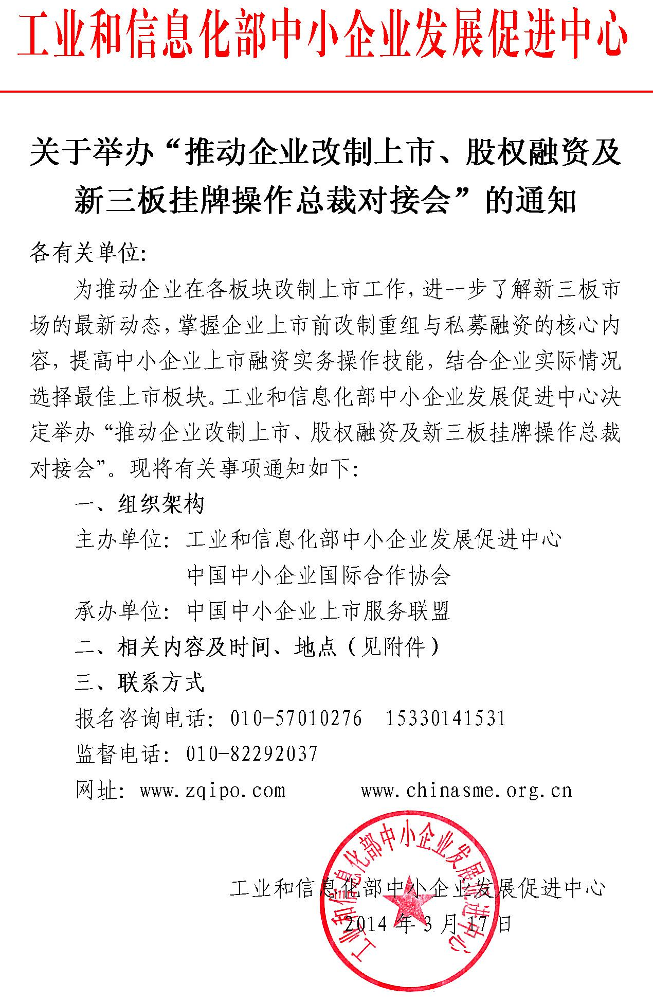 工业和信息化部中小企业发展促进中心
关于举办“推动企业改制上市、股权融资及
新三板挂牌操作总裁对接会”的通知
各有关单位：
为推动企业在各板块改制上市工作，进一步了解新三板市
场的最新动态，掌握企业上市前改制重组与私募融资的核心内
容，提高中小企业上市融资实务操作技能，结合企业实际情况
选择最佳上市板块。工业和信息化部中小企业发展促进中心决
定举办“推动企业改制上市、股权融资及新三板挂牌操作总裁
对接会”。现将有关事项通知如下：
一、组织架构
主办单位：工业和信息化部中小企业发展促进中心
中国中小企业国际合作协会
承办单位：中国中小企业上市服务联盟
二、相关内容及时间、地点（见附件）
三、联系方式
报名咨询电话：010-57010276 15330141531
监督电话：010-82292037
网址：www.zqipo.com www.chinasme.org.cn
工业和信息化部中小企业发展促进中心
工业和信息化部中小企业发展促进中心
2014 年 3 月 17 日